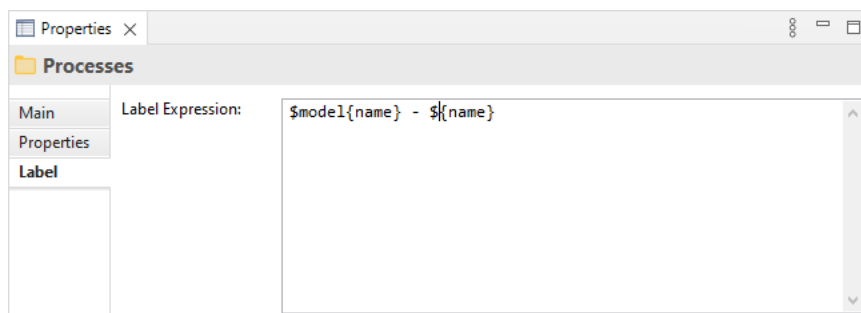 Properties
Processes
Main
Label Expression:
$model{name} - ${name}
Properties
Label